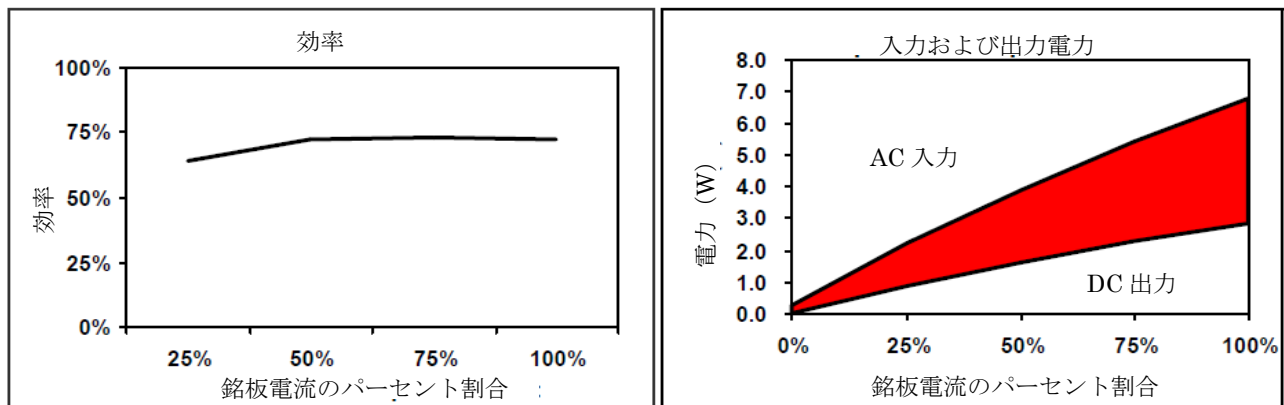 効率
100%
75%
50%
25%
0%
効率
25% 50% 75% 100%
銘板電流のパーセント割合
入力および出力電力
8.0
7.0
6.0
5.0
4.0
3.0
2.0
1.0
0.0
電力（W）
AC 入力
DC 出力
0% 25% 50% 75% 100%
銘板電流のパーセント割合